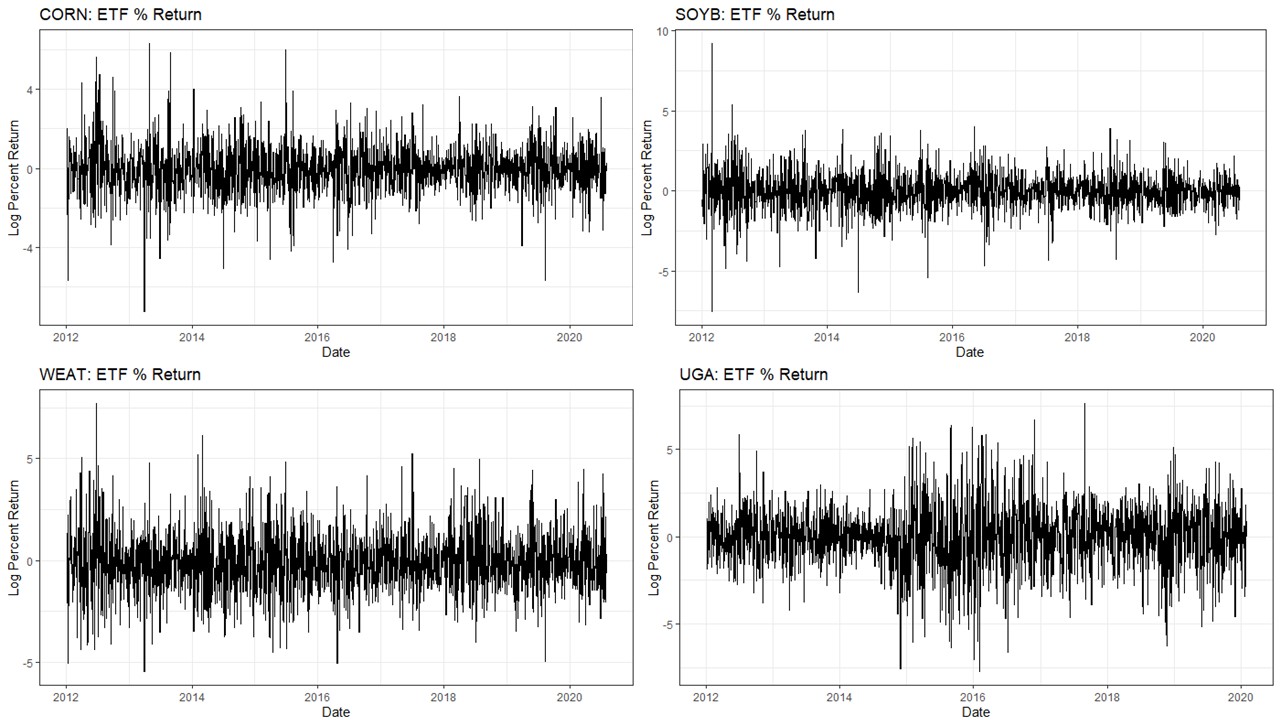 CORN: ETF % Return
Log Percent Return
4
0
-4
2012 2014 2016 2018 2020
Date
SOYB: ETF % Return
Log Percent Return
10
5
0
-5
2012 2014 2016 2018 2020
Date
WEAT: ETF % Return
Log Percent Return
5
0
-5
2012 2014 2016 2018 2020
Date
UGA: ETF % Return
Log Percent Return
5
0
-5
2012 2014 2016 2018 2020
Date